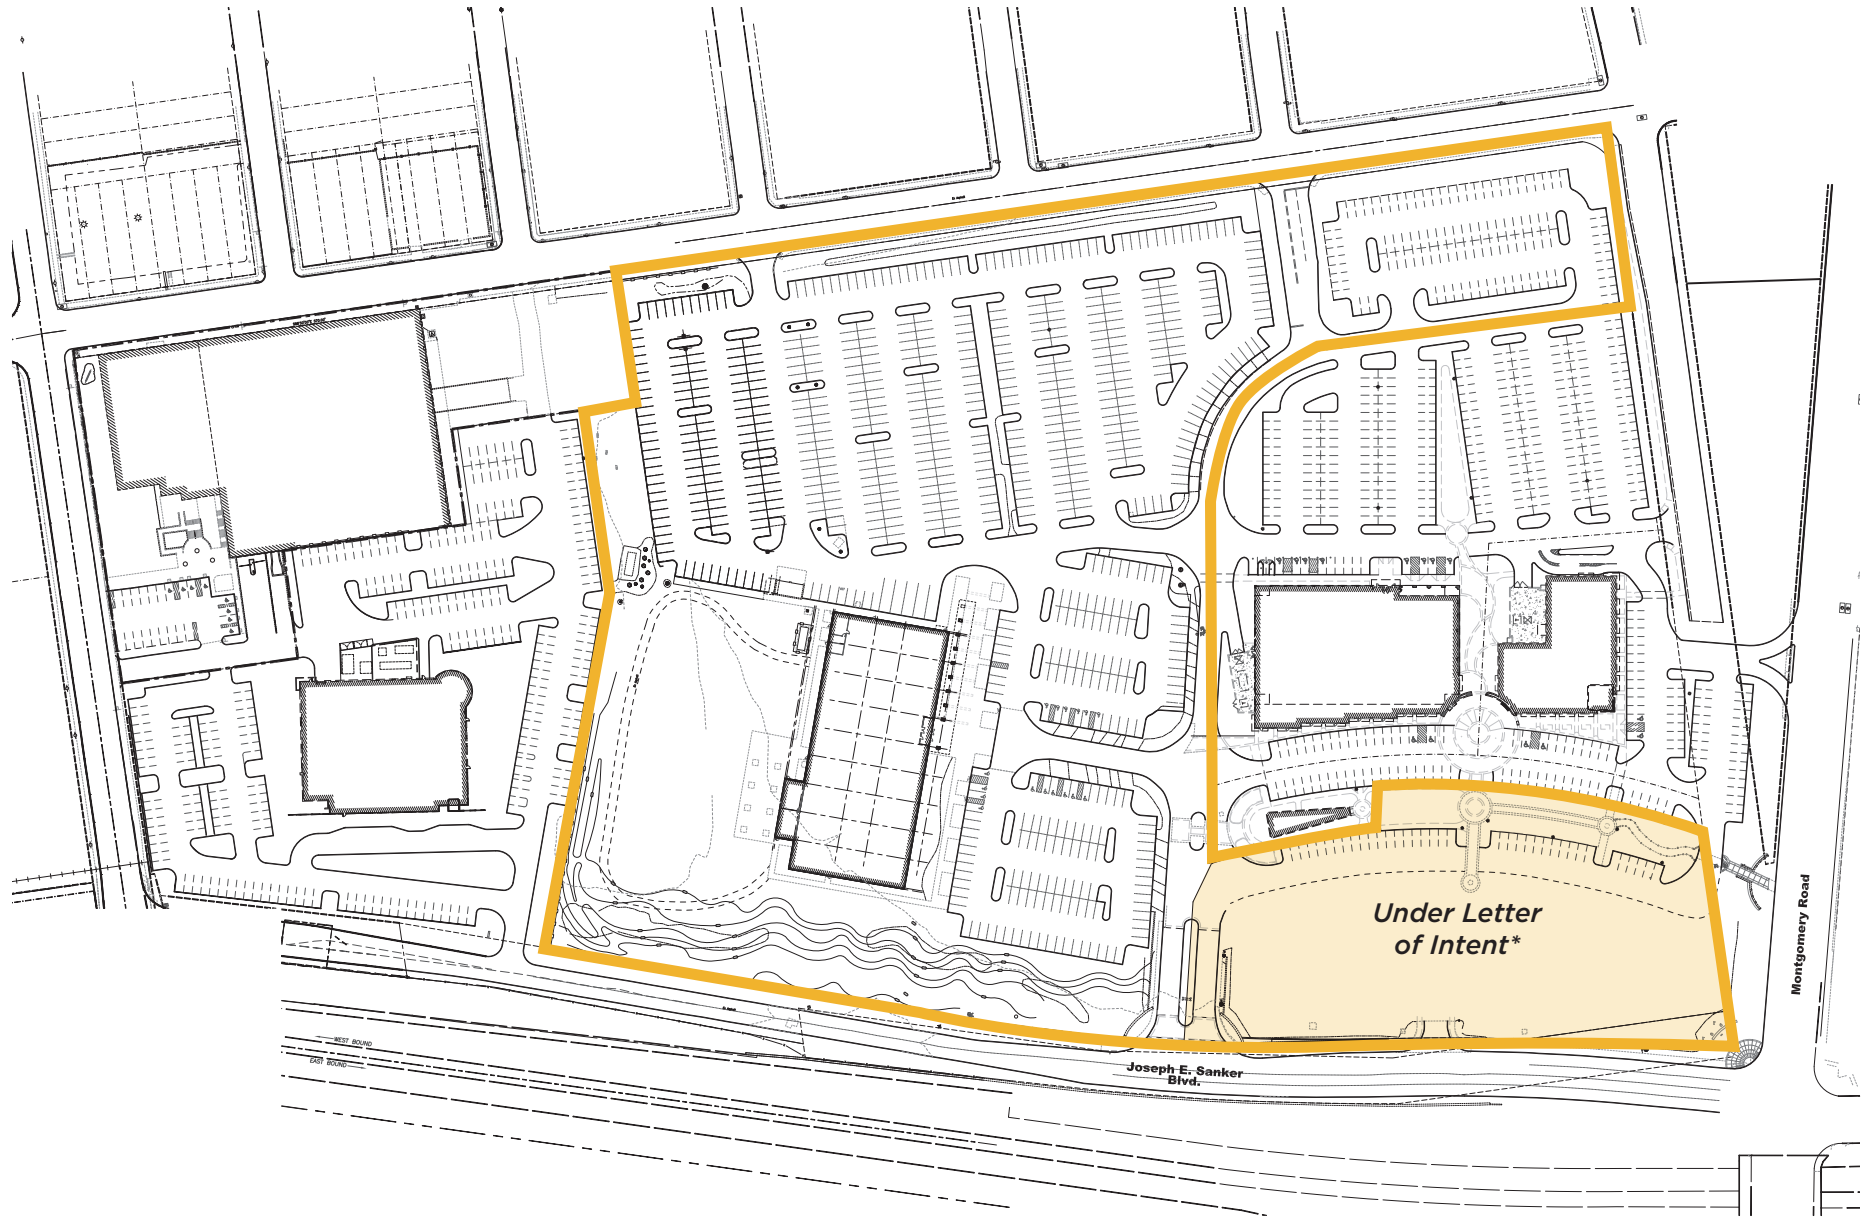 Under Letter
of Intent*
Montgomery Road
Joseph E. Sanker
Blvd.
WEST BOUND
EAST BOUND